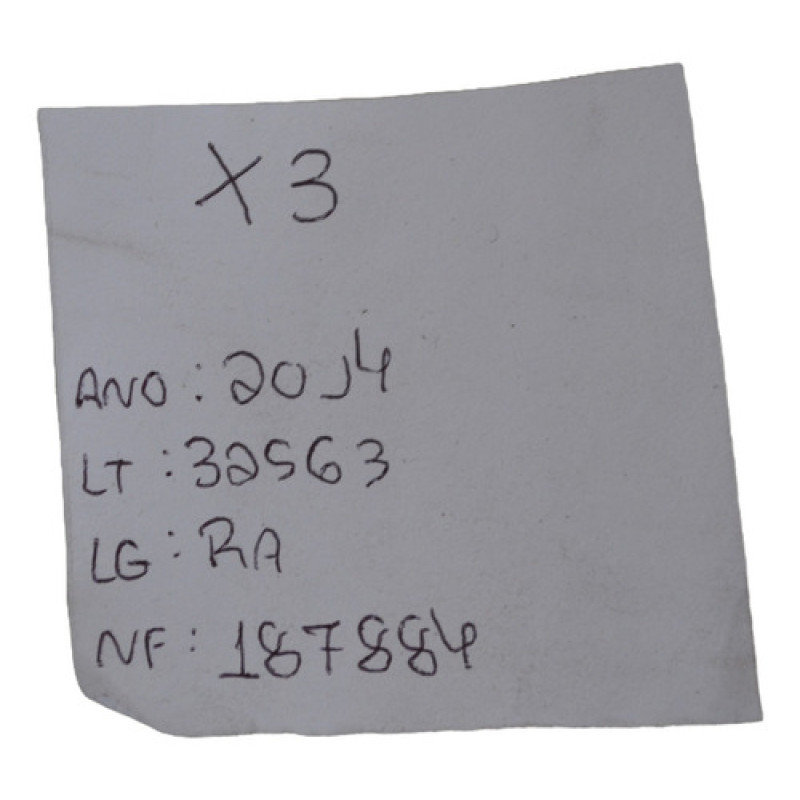 X3
ANO: 2014
LT: 32563
LG: RA
NF: 187884